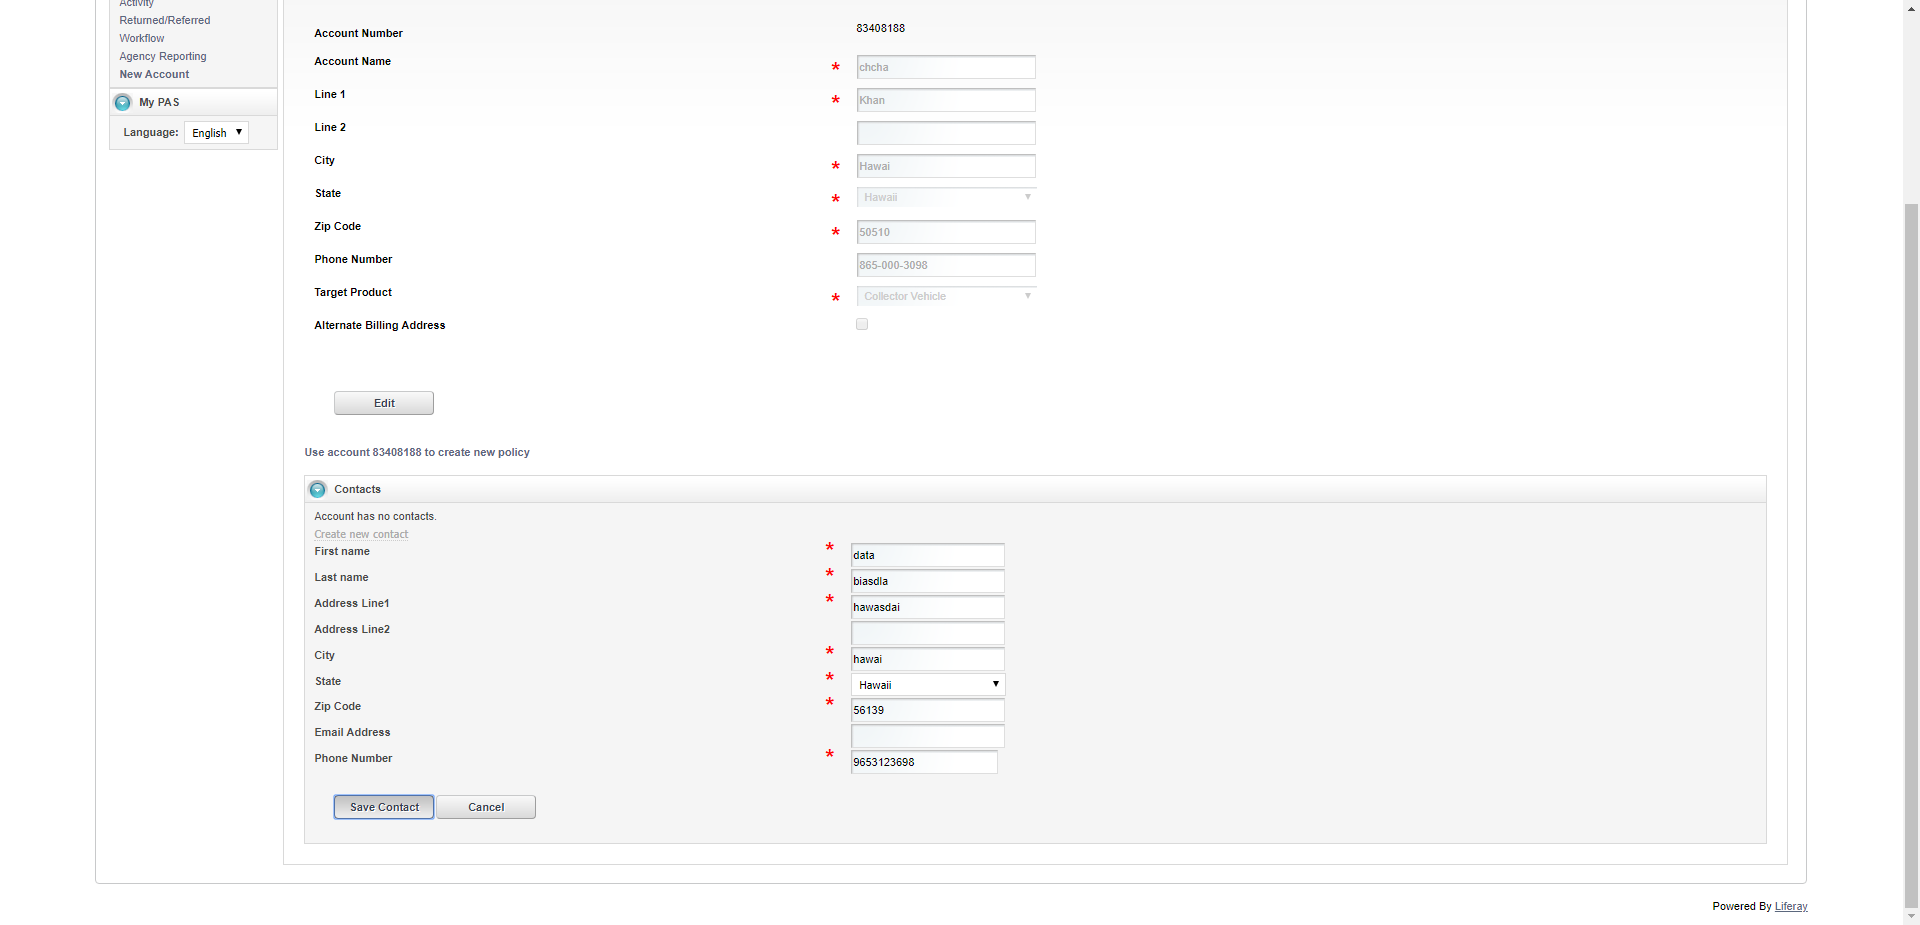 Activity
Returned/Referred
Workflow
Agency Reporting
New Account
My PAS
Language: English
Account Number 83408188
Account Name * chcha
Line 1 * Khan
Line 2
City * Hawai
State * Hawaii
Zip Code * 50510
Phone Number 865-000-3098
Target Product * Collector Vehicle
Alternate Billing Address
Edit
Use account 83408188 to create new policy
Contacts
Account has no contacts.
Create new contact
First name * data
Last name * biasdla
Address Line1 * hawasdai
Address Line2
City * hawai
State * Hawaii
Zip Code * 56139
Email Address
Phone Number * 9653123698
Save Contact Cancel
Powered By Liferay